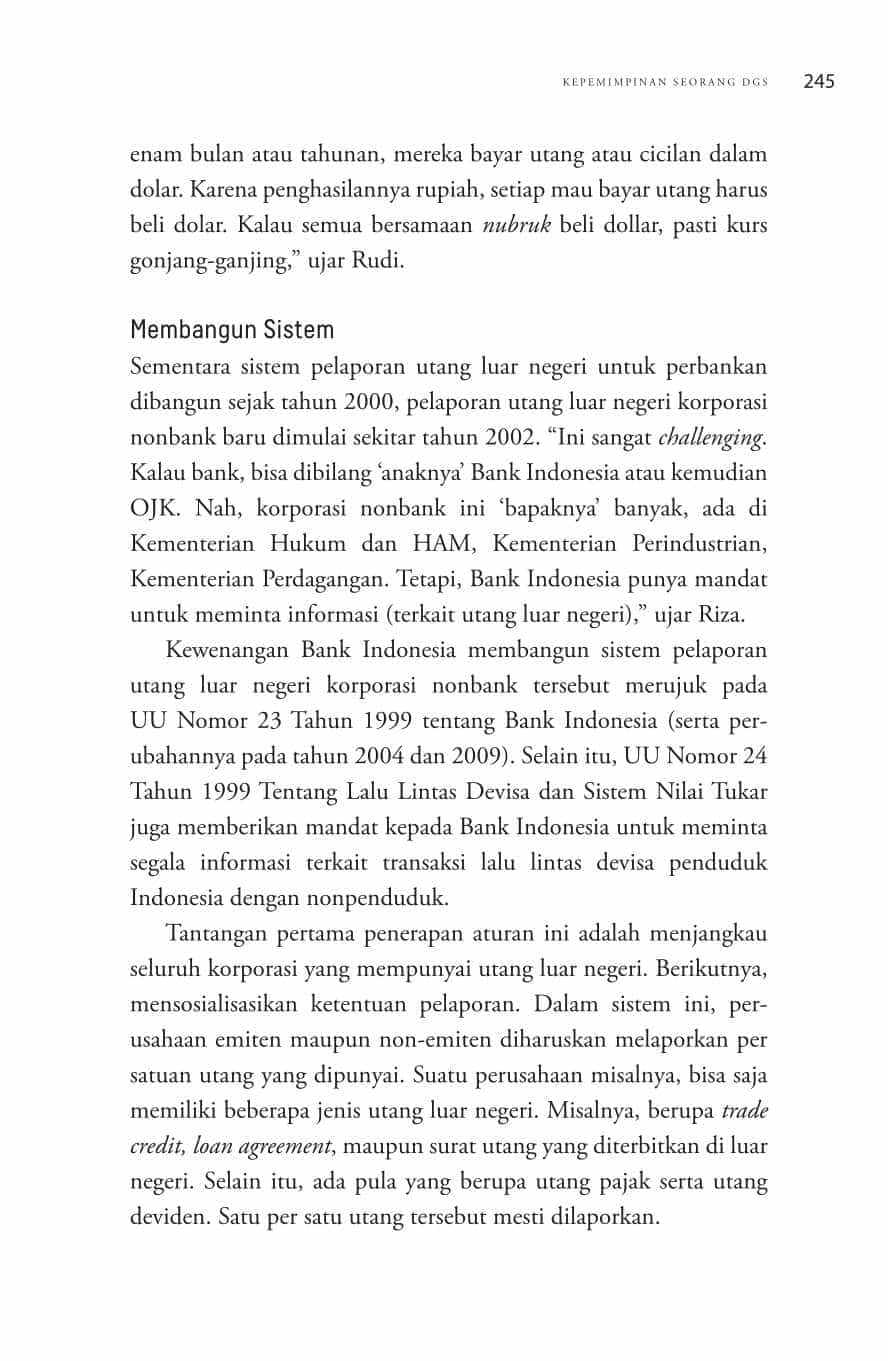 KEPEMIMPINAN SEORANG DGS 245
enam bulan atau tahunan, mereka bayar utang atau cicilan dalam
dolar. Karena penghasilannya rupiah, setiap mau bayar utang harus
beli dolar. Kalau semua bersamaan nubruk beli dollar, pasti kurs
gonjang-ganjing,” ujar Rudi.
Membangun Sistem
Sementara sistem pelaporan utang luar negeri untuk perbankan
dibangun sejak tahun 2000, pelaporan utang luar negeri korporasi
nonbank baru dimulai sekitar tahun 2002. “Ini sangat challenging.
Kalau bank, bisa dibilang ‘anaknya’ Bank Indonesia atau kemudian
OJK. Nah, korporasi nonbank ini ‘bapaknya’ banyak, ada di
Kementerian Hukum dan HAM, Kementerian Perindustrian,
Kementerian Perdagangan. Tetapi, Bank Indonesia punya mandat
untuk meminta informasi (terkait utang luar negeri),” ujar Riza.
Kewenangan Bank Indonesia membangun sistem pelaporan
utang luar negeri korporasi nonbank tersebut merujuk pada
UU Nomor 23 Tahun 1999 tentang Bank Indonesia (serta per-
ubahannya pada tahun 2004 dan 2009). Selain itu, UU Nomor 24
Tahun 1999 Tentang Lalu Lintas Devisa dan Sistem Nilai Tukar
juga memberikan mandat kepada Bank Indonesia untuk meminta
segala informasi terkait transaksi lalu lintas devisa penduduk
Indonesia dengan nonpenduduk.
Tantangan pertama penerapan aturan ini adalah menjangkau
seluruh korporasi yang mempunyai utang luar negeri. Berikutnya,
mensosialisasikan ketentuan pelaporan. Dalam sistem ini, per-
usahaan emiten maupun non-emiten diharuskan melaporkan per
satuan utang yang dipunyai. Suatu perusahaan misalnya, bisa saja
memiliki beberapa jenis utang luar negeri. Misalnya, berupa trade
credit, loan agreement, maupun surat utang yang diterbitkan di luar
negeri. Selain itu, ada pula yang berupa utang pajak serta utang
deviden. Satu per satu utang tersebut mesti dilaporkan.